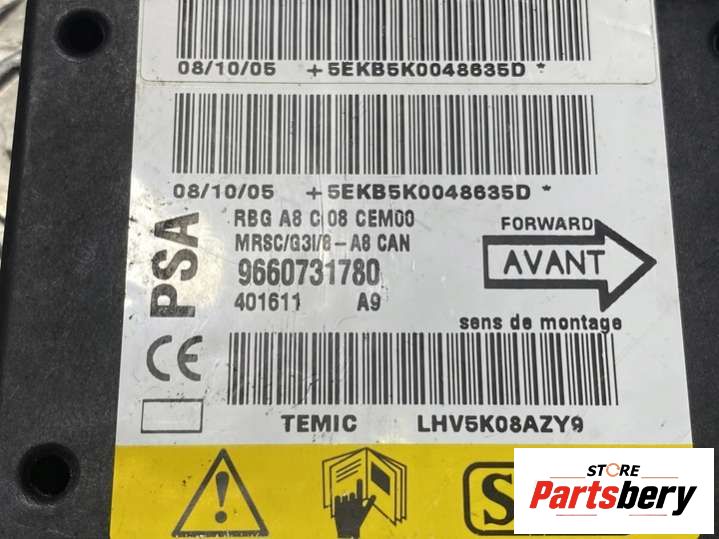 08/10/05 +5EKB5K0048635D *
08/10/05 +5EKB5K0048635D *
PSA
RBG A8 C 08 CEM00
MRSC/G3I/8-A8 CAN
9660731780
401611 A9
FORWARD
AVANT
sens de montage
CE
TEMIC LHV5K08AZY9
STORE
Partsbery